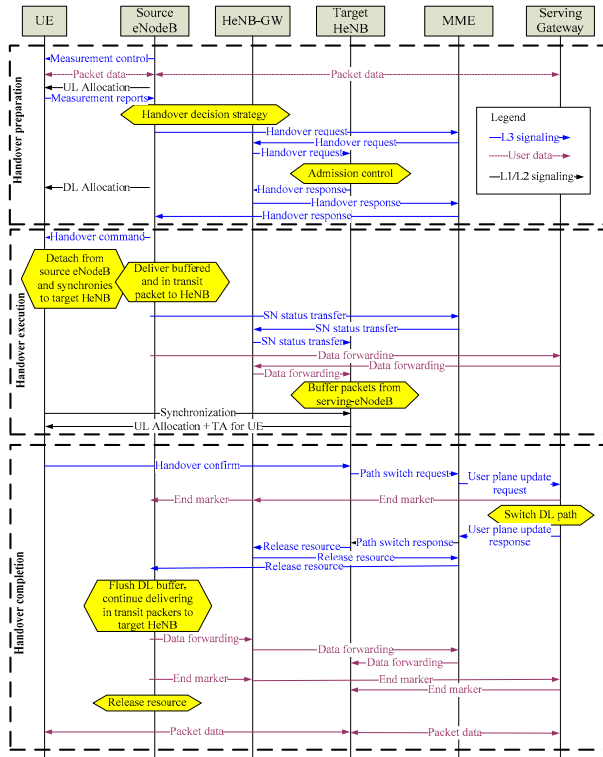 UE
Source
eNodeB
HeNB-GW
Target
HeNB
MME
Serving
Gateway
Handover preparation
Measurement control
Packet data
Packet data
UL Allocation
Measurement reports
Handover decision strategy
Handover request
Handover request
Handover request
Admission control
DL Allocation
Handover response
Handover response
Handover response
Legend
L3 signaling
User data
L1/L2 signaling
Handover execution
Handover command
Detach from
source eNodeB
and synchronies
to target HeNB
Deliver buffered
and in transit
packet to HeNB
SN status transfer
SN status transfer
SN status transfer
Data forwarding
Data forwarding
Data forwarding
Buffer packets from
serving-eNodeB
Synchronization
UL Allocation + TA for UE
Handover completion
Handover confirm
Path switch request
User plane update
request
End marker
End marker
Switch DL path
User plane update
response
Path switch response
Release resource
Release resource
Release resource
Flush DL buffer,
continue delivering
in transit packers to
target HeNB
Data forwarding
Data forwarding
Data forwarding
End marker
End marker
End marker
Release resource
Packet data
Packet data